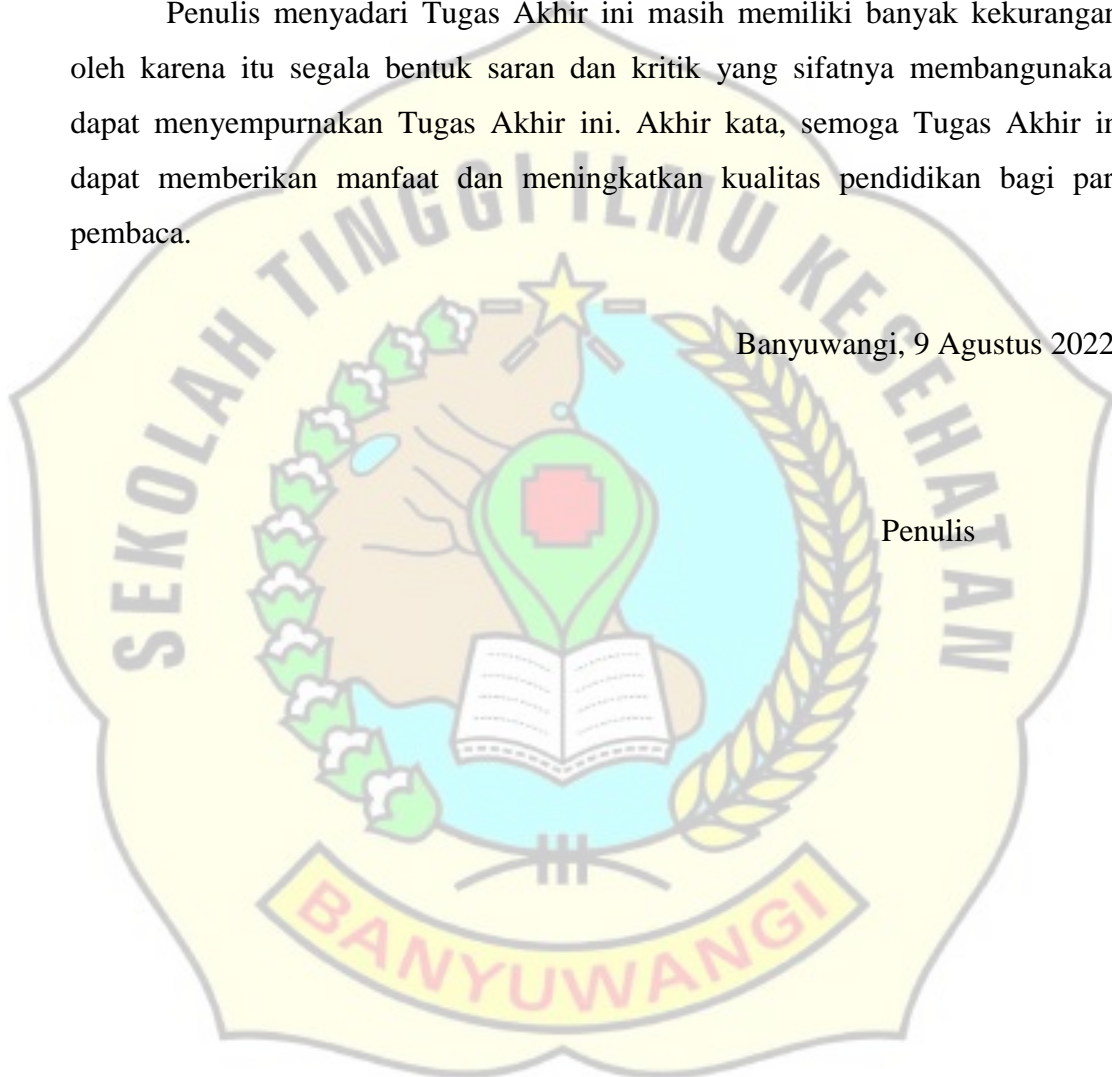 Penulis menyadari Tugas Akhir ini masih memiliki banyak kekurangan
oleh karena itu segala bentuk saran dan kritik yang sifatnya membangunaka
dapat menyempurnakan Tugas Akhir ini. Akhir kata, semoga Tugas Akhir in
dapat memberikan manfaat dan meningkatkan kualitas pendidikan bagi par
pembaca.
SEKOLAH TINGGI ILMU KESEHATAN
Banyuwangi, 9 Agustus 2022
Penulis
BANYUWANGI